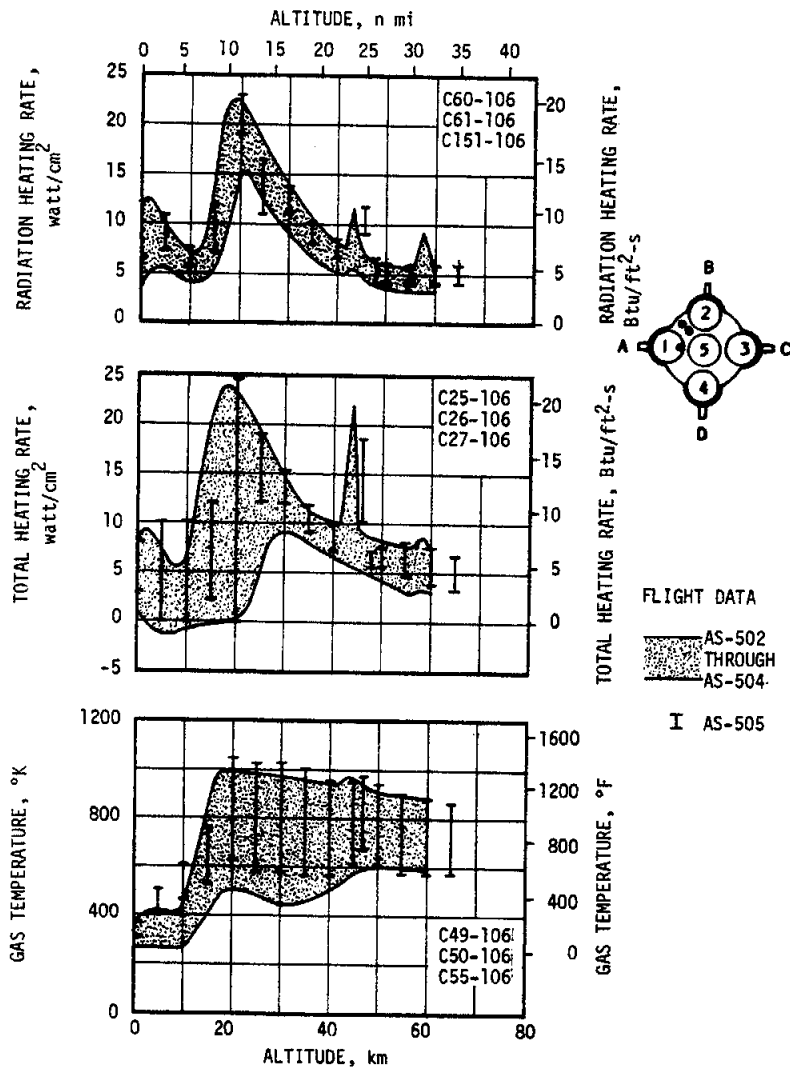 ALTITUDE, n mi
0 5 10 15 20 25 30 35 40
RADIATION HEATING RATE,
watt/cm2
25
20
15
10
5
0
C60-106
C61-106
C151-106
20
15
10
5
0
RADIATION HEATING RATE,
Btu/ft2-s
TOTAL HEATING RATE,
watt/cm2
25
20
15
10
5
0
-5
C25-106
C26-106
C27-106
20
15
10
5
0
TOTAL HEATING RATE, Btu/ft2-s
GAS TEMPERATURE, °K
1200
800
400
0
C49-106
C50-106
C55-106
1600
1200
800
400
0
GAS TEMPERATURE, °F
0 20 40 60 80
ALTITUDE, km
B
2
A 1 5 3 C
4
D
FLIGHT DATA
AS-502
THROUGH
AS-504
I AS-505